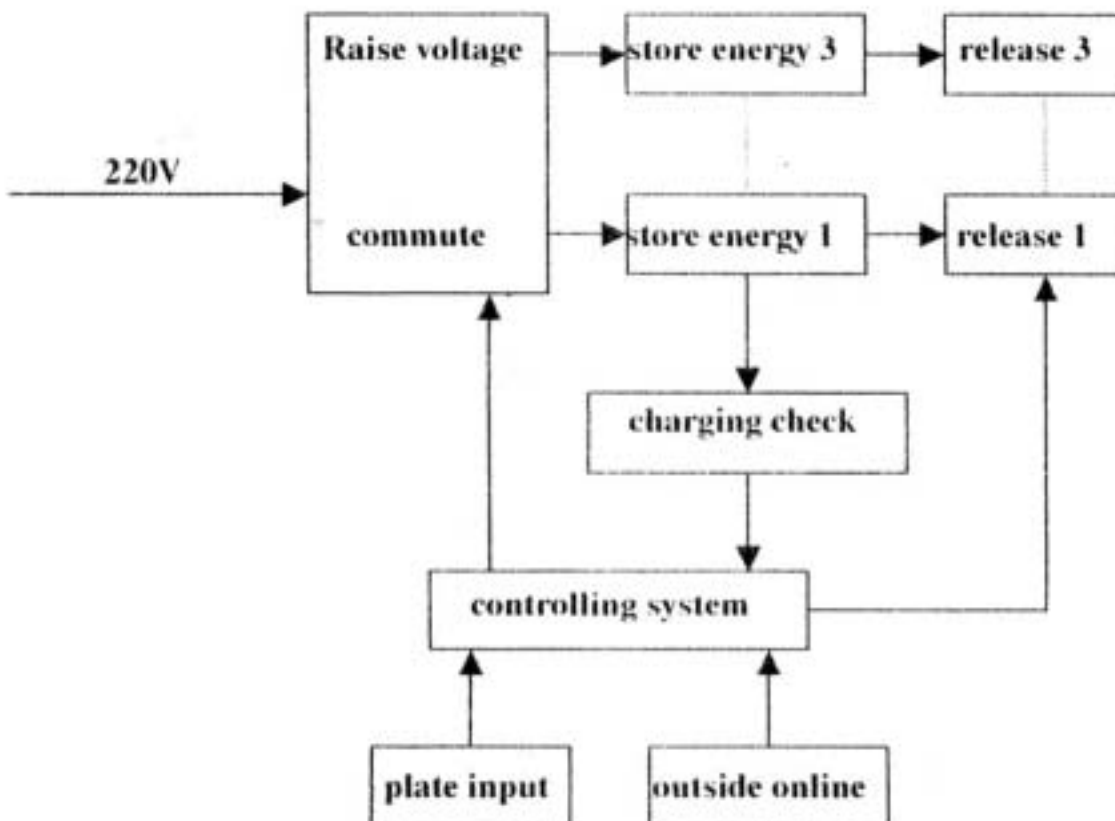 Raise voltage
store energy 3
release 3
220V
commute
store energy 1
release 1
charging check
controlling system
plate input
outside online